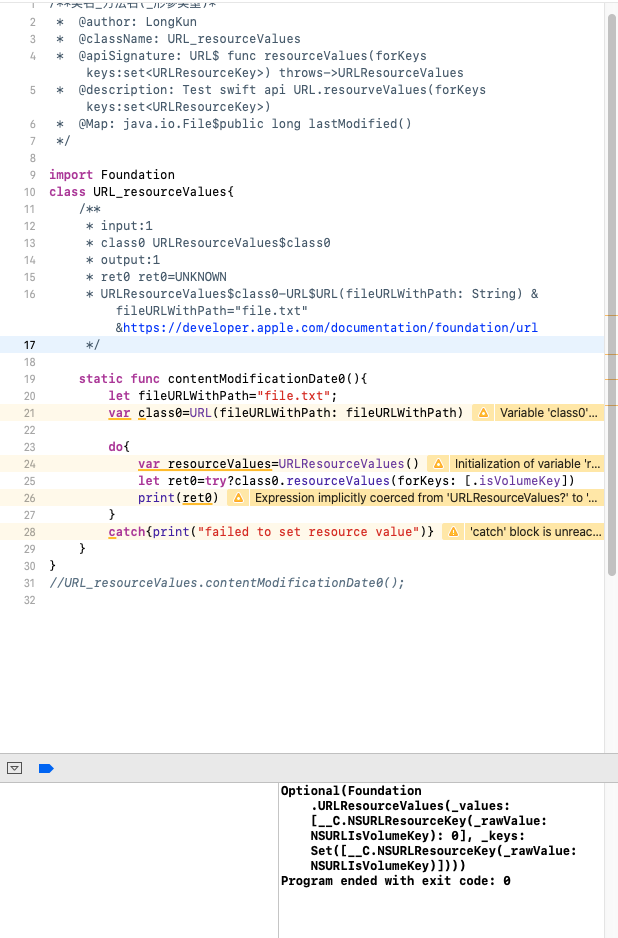 1
2 * @author: LongKun
3 * @className: URL_resourceValues
4 * @apiSignature: URL$ func resourceValues(forKeys
keys:set<URLResourceKey>) throws->URLResourceValues
5 * @description: Test swift api URL.resourveValues(forKeys
keys:set<URLResourceKey>)
6 * @Map: java.io.File$public long lastModified()
7 */
8
9 import Foundation
10 class URL_resourceValues{
11 /**
12 * input:1
13 * class0 URLResourceValues$class0
14 * output:1
15 * ret0 ret0=UNKNOWN
16 * URLResourceValues$class0-URL$URL(fileURLWithPath: String) &
fileURLWithPath="file.txt"
&https://developer.apple.com/documentation/foundation/url
17 */
18
19 static func contentModificationDate0(){
20 let fileURLWithPath="file.txt";
21 var class0=URL(fileURLWithPath: fileURLWithPath) Variable 'class0'...
22
23 do{
24 var resourceValues=URLResourceValues() Initialization of variable 'r...
25 let ret0=try?class0.resourceValues(forKeys: [.isVolumeKey])
26 print(ret0) Expression implicitly coerced from 'URLResourceValues?' to '...
27 }
28 catch{print("failed to set resource value")} 'catch' block is unreac...
29 }
30 }
31 //URL_resourceValues.contentModificationDate0();
32
Optional(Foundation
.URLResourceValues(_values:
[__C.NSURLResourceKey(_rawValue:
NSURLIsVolumeKey): 0], _keys:
Set([__C.NSURLResourceKey(_rawValue:
NSURLIsVolumeKey)])))
Program ended with exit code: 0